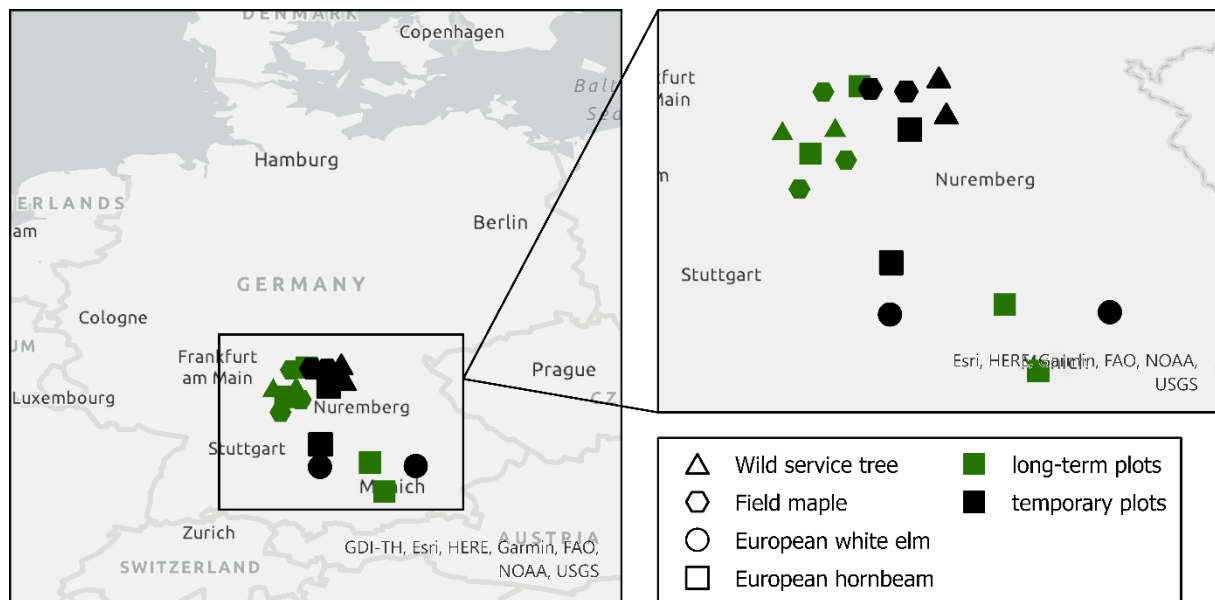 DENMARK
Copenhagen
Balt
Sea
Hamburg
ERLANDS
am
Berlin
GERMANY
Cologne
UM
Frankfurt
am Main
Prague
Luxembourg
Nuremberg
CZ
Stuttgart
Munich
Zurich
AUSTRIA
SWITZERLAND
GDI-TH, Esri, HERE, Garmin, FAO,
NOAA, USGS
kfurt
Main
Nuremberg
m
Stuttgart
Esri, HERE, Garmin, FAO, NOAA,
USGS
Wild service tree
Field maple
European white elm
European hornbeam
long-term plots
temporary plots